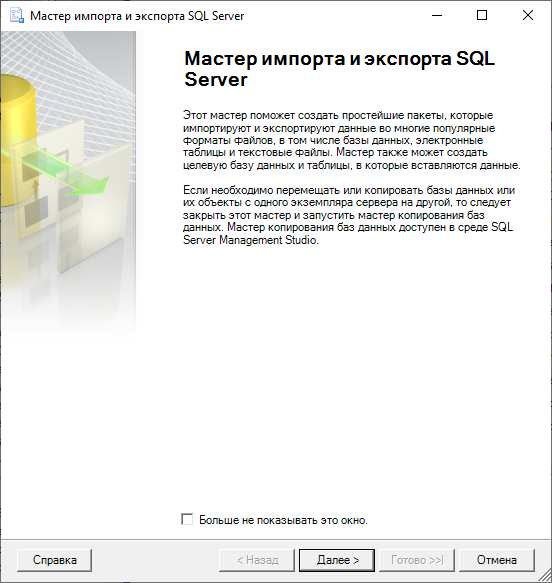 Мастер импорта и экспорта SQL Server
Мастер импорта и экспорта SQL
Server
Этот мастер поможет создать простейшие пакеты, которые
импортируют и экспортируют данные во многие популярные
форматы файлов, в том числе базы данных, электронные
таблицы и текстовые файлы. Мастер также может создать
целевую базу данных и таблицы, в которые вставляются данные.
Если необходимо перемещать или копировать базы данных или
их объекты с одного экземпляра сервера на другой, то следует
закрыть этот мастер и запустить мастер копирования баз
данных. Мастер копирования баз данных доступен в среде SQL
Server Management Studio.
Больше не показывать это окно.
Справка
< Назад
Далее >
Готово >>|
Отмена